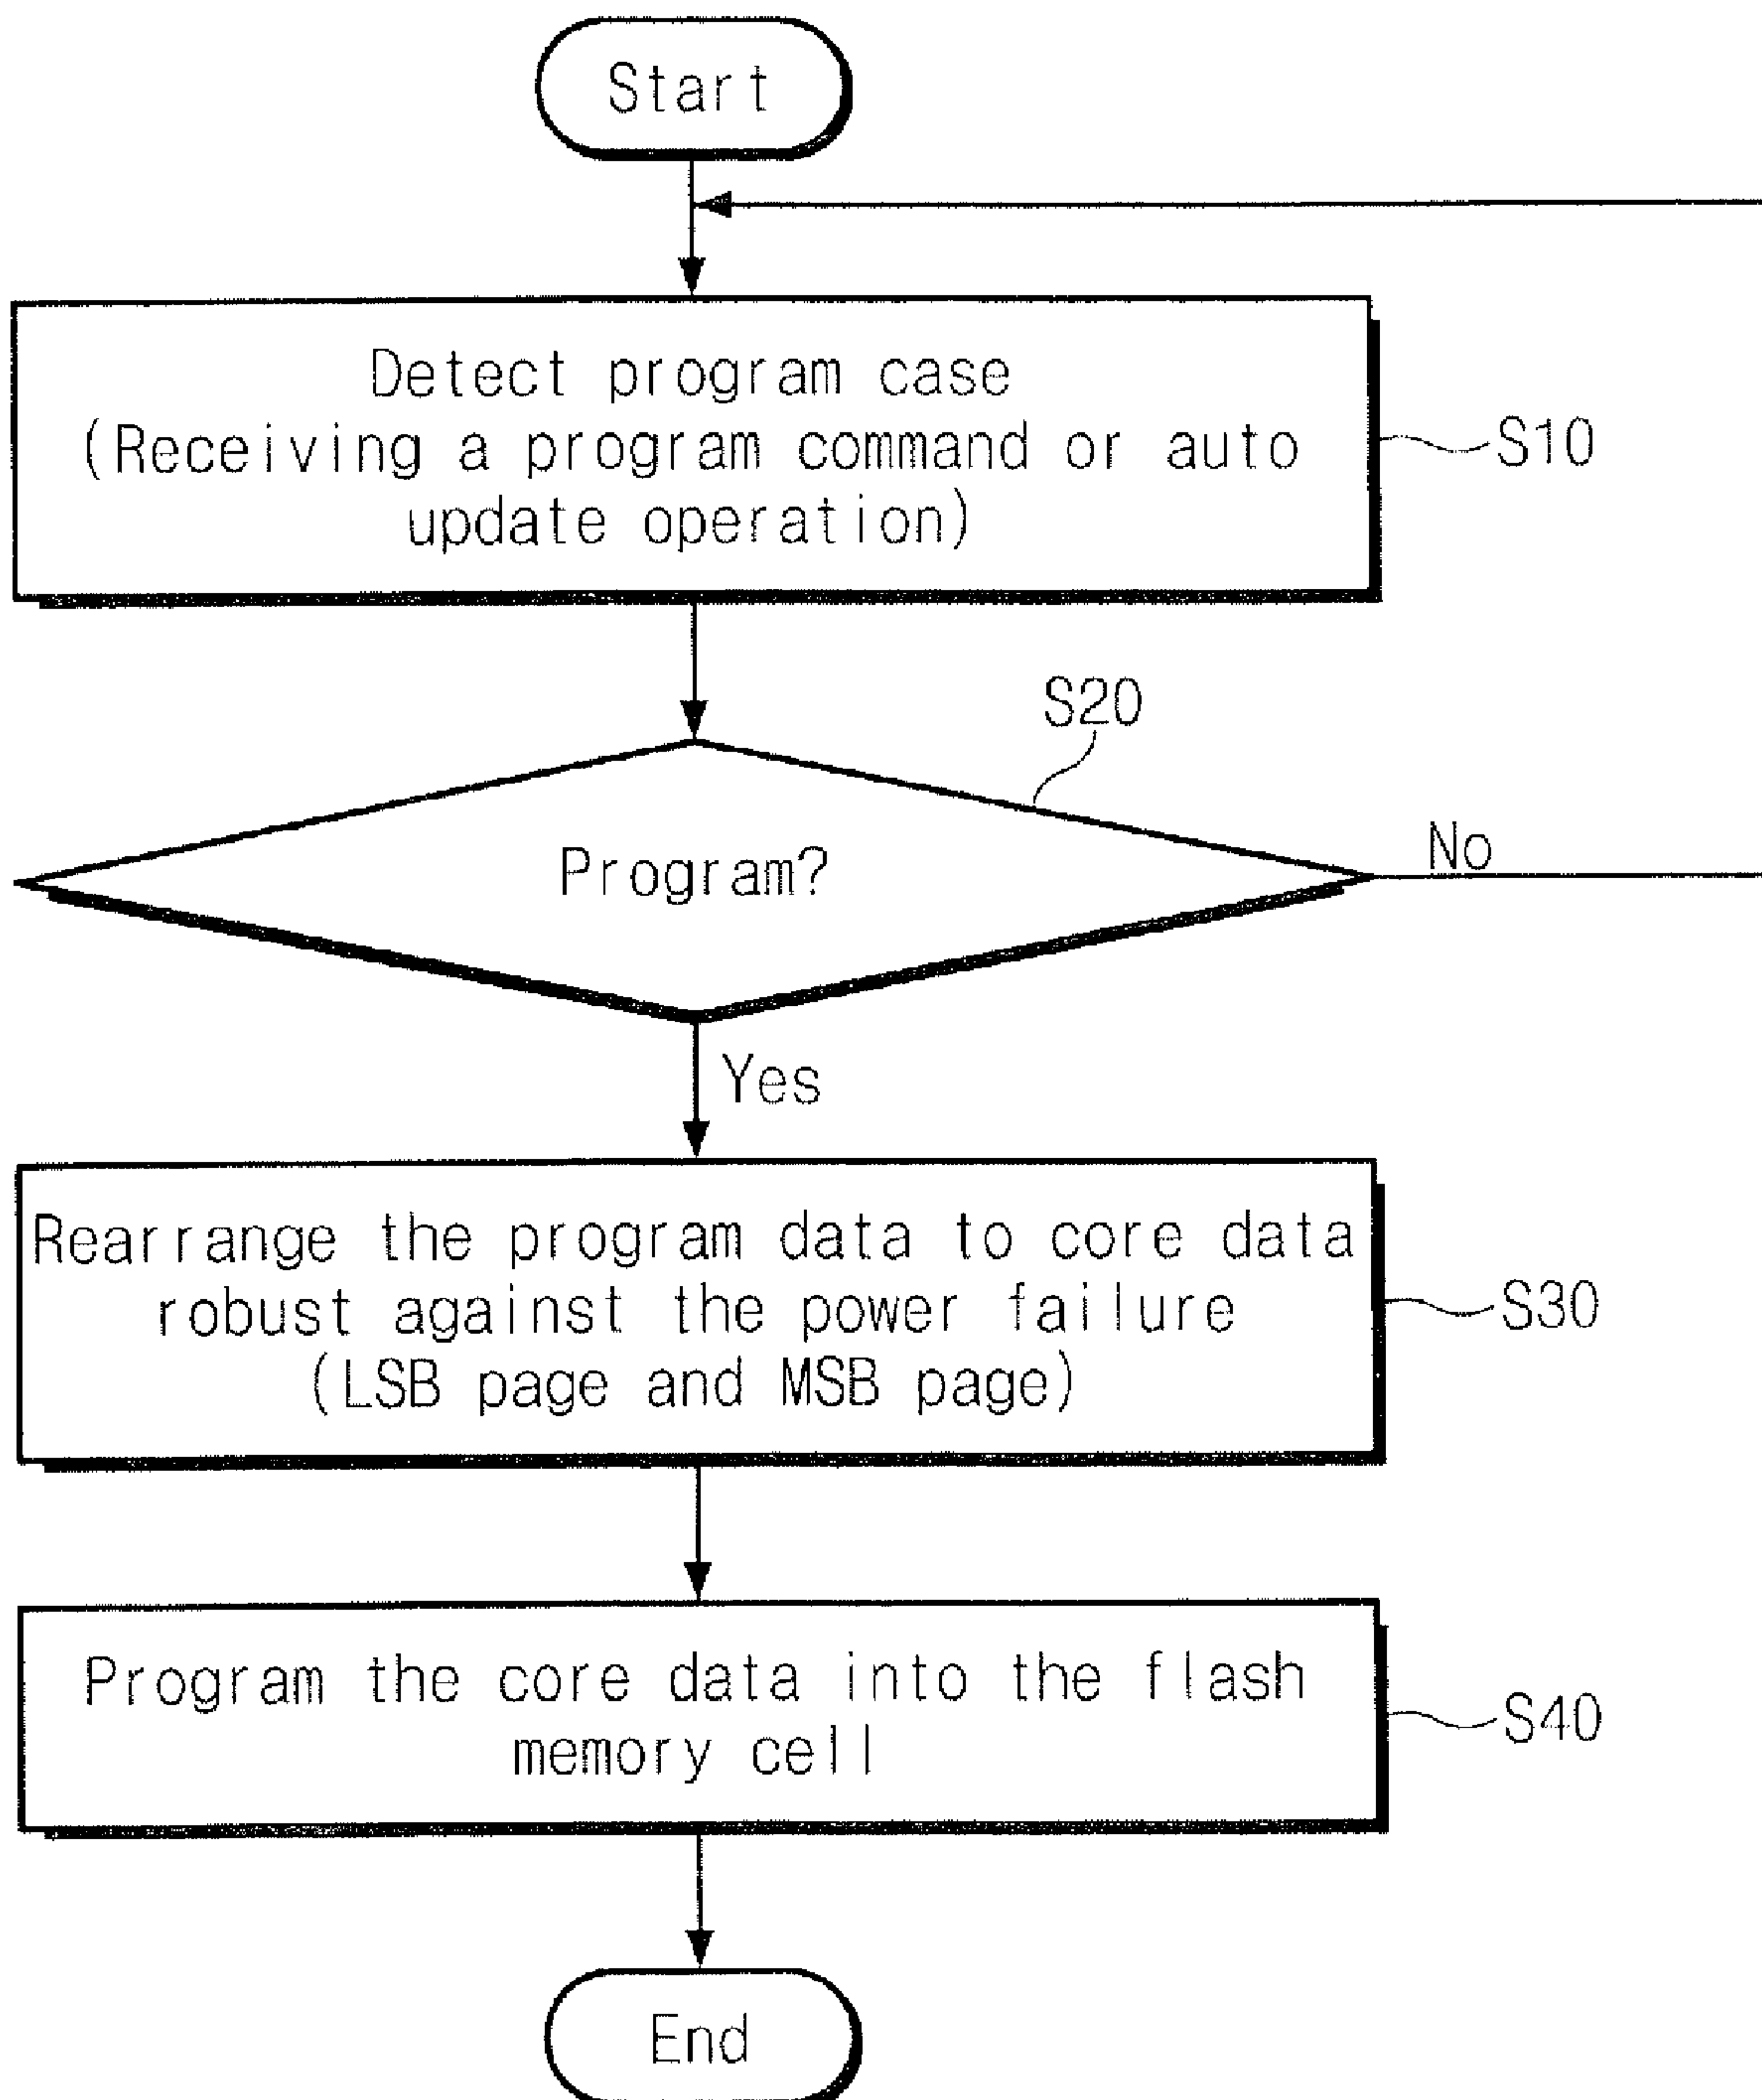 Start
Detect program case
(Receiving a program command or auto
update operation)
S10
S20
Program?
No
Yes
Rearrange the program data to core data
robust against the power failure
(LSB page and MSB page)
S30
Program the core data into the flash
memory cell
S40
End